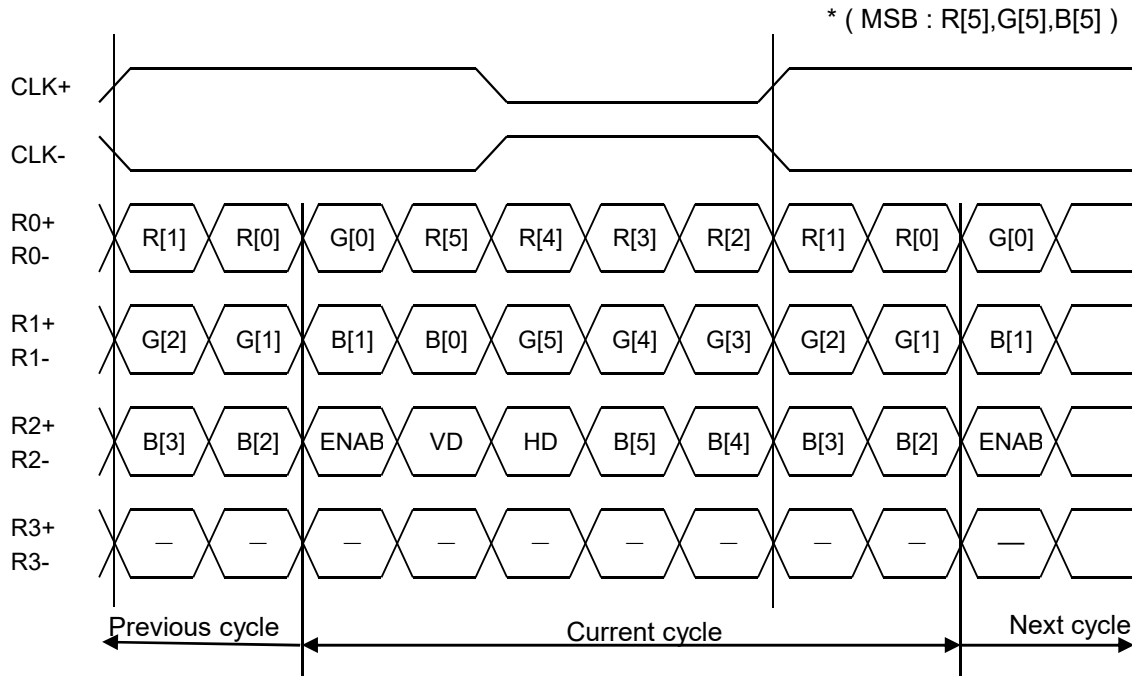 * ( MSB : R[5],G[5],B[5] )
CLK+
CLK-
R0+
R0-
R[1] R[0] G[0] R[5] R[4] R[3] R[2] R[1] R[0] G[0]
R1+
R1-
G[2] G[1] B[1] B[0] G[5] G[4] G[3] G[2] G[1] B[1]
R2+
R2-
B[3] B[2] ENAB VD HD B[5] B[4] B[3] B[2] ENAB
R3+
R3-
— — — — — — — — — —
Previous cycle Current cycle Next cycle